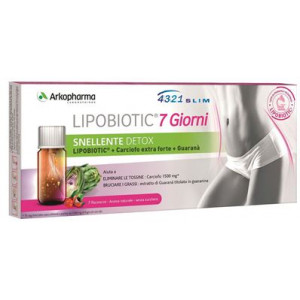 Arkopharma
LABORATOIRES
4321 SLIM
LIPOBIOTIC® 7 Giorni
SNELLENTE DETOX
LIPOBIOTIC® + Carciofo extra forte + Guaranà
Aiuta a
ELIMINARE LE TOSSINE: Carciofo 1500 mg*
BRUCIARE I GRASSI: estratto di Guaranà titolato in guaranina